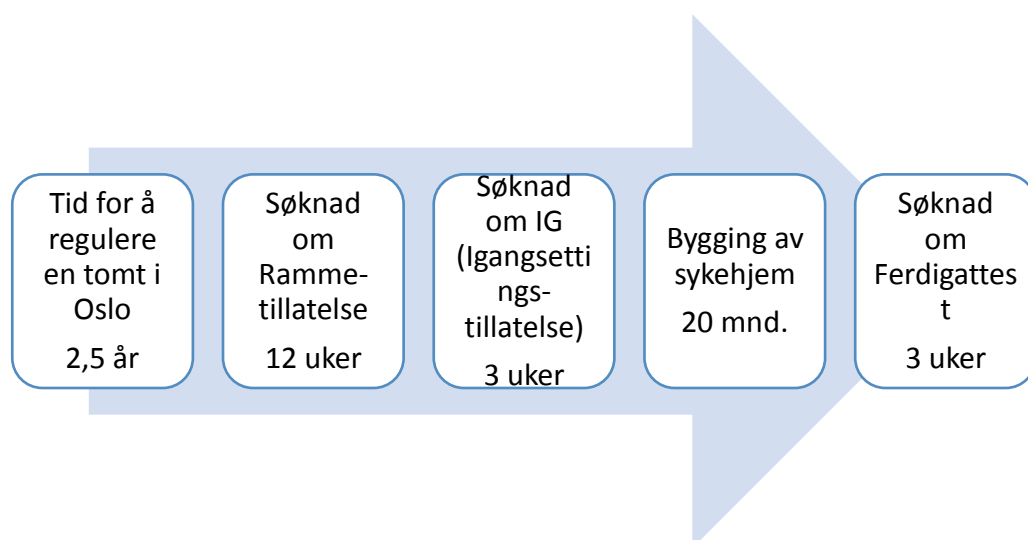 Tid for å
regulere
en tomt i
Oslo
2,5 år
Søknad
om
Ramme-
tillatelse
12 uker
Søknad
om IG
(Igangsetti
ngs-
tillatelse)
3 uker
Bygging av
sykehjem
20 mnd.
Søknad
om
Ferdigattes
t
3 uker